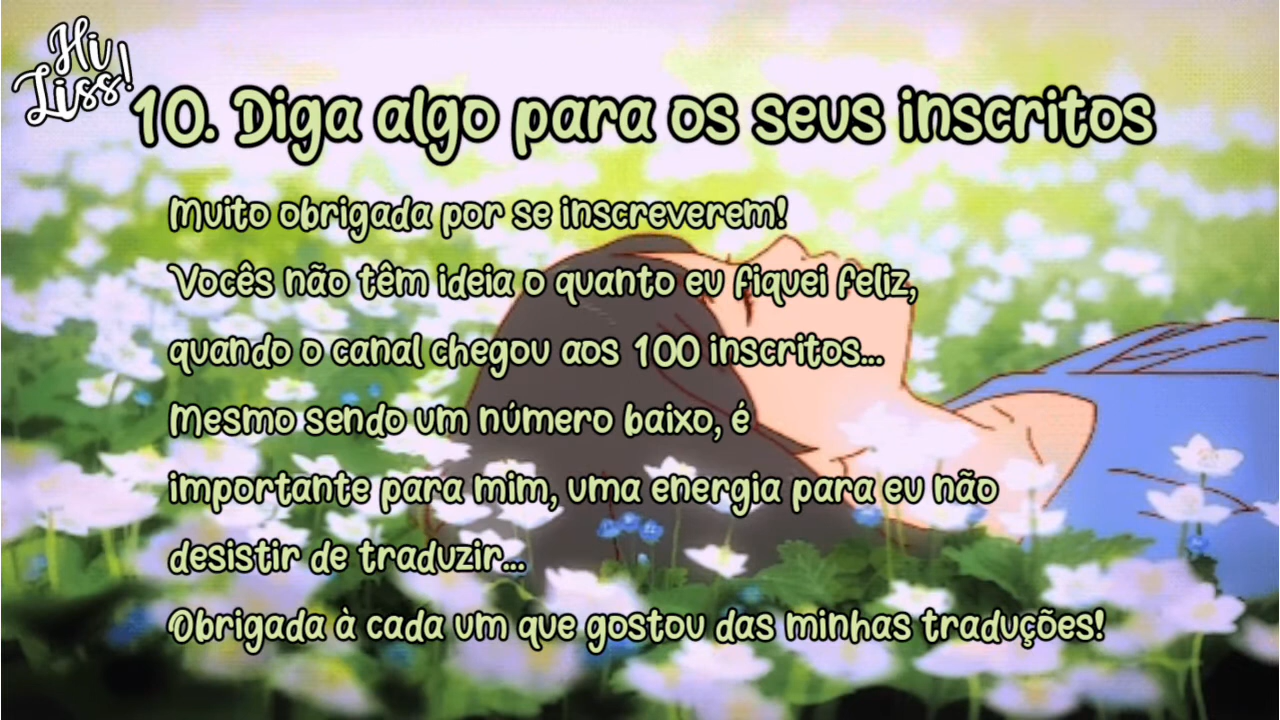 Hi
Liss!
10. Diga algo para os seus inscritos
Muito obrigada por se inscreverem!
Vocês não têm ideia o quanto eu fiquei feliz,
quando o canal chegou aos 100 inscritos...
Mesmo sendo um número baixo, é
importante para mim, uma energia para eu não
desistir de traduzir...
Obrigada à cada um que gostou das minhas traduções!